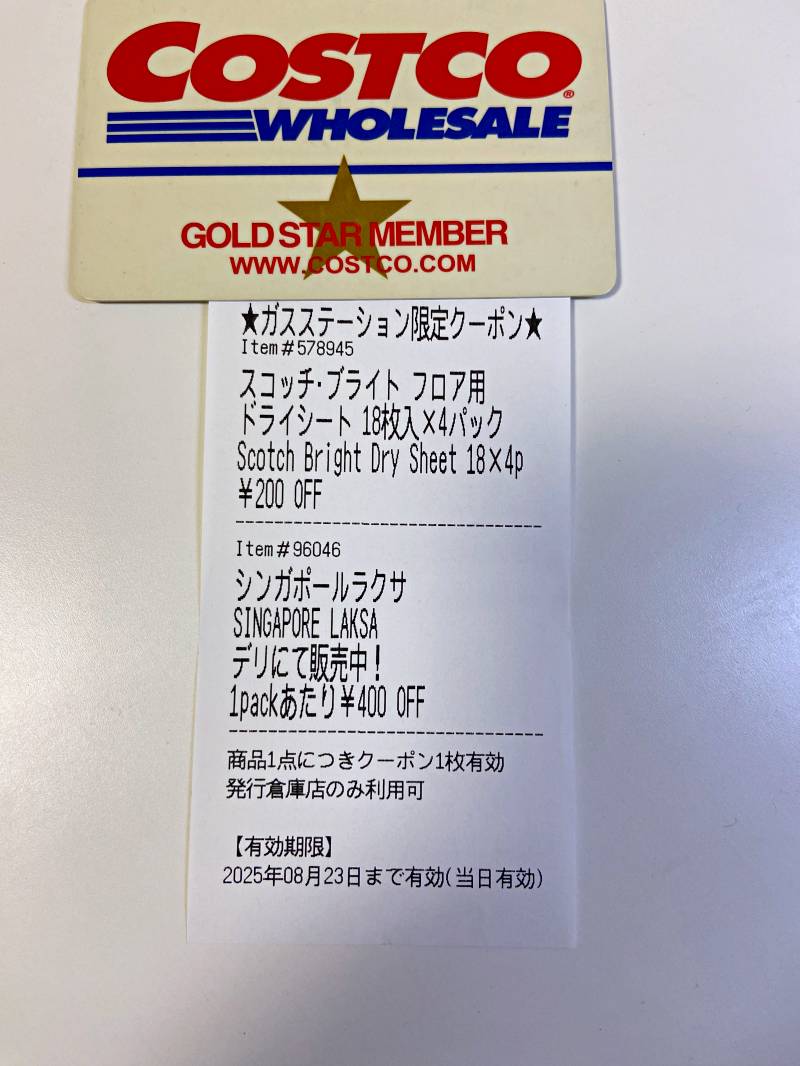 COSTCO
WHOLESALE
GOLD STAR MEMBER
WWW.COSTCO.COM
★ガスステーション限定クーポン★
Item#578945
スコッチ・ブライト フロア用
ドライシート 18枚入×4パック
Scotch Bright Dry Sheet 18×4p
¥200 OFF
Item#96046
シンガポールラクサ
SINGAPORE LAKSA
デリにて販売中!
1packあたり¥400 OFF
商品1点につきクーポン1枚有効
発行倉庫店のみ利用可
【有効期限】
2025年08月23日まで有効(当日有効)